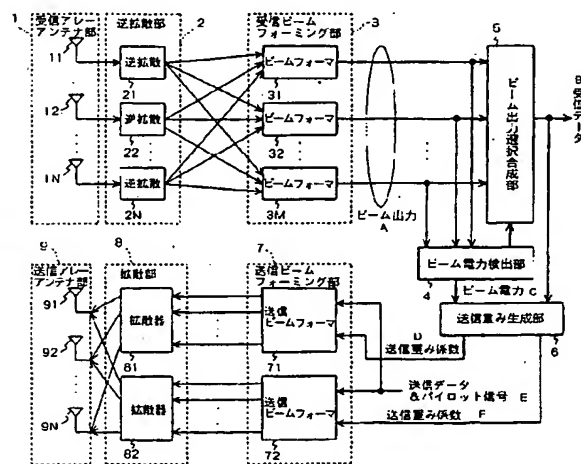 1
受信アレー
アンテナ部
11
12
1N
逆拡散部
2
逆拡散
21
逆拡散
22
逆拡散
2N
受信ビーム
フォーミング部
3
ビームフォーマ
31
ビームフォーマ
32
ビームフォーマ
3M
ビーム出力
A
5
ビーム出力選択合成部
B
受信データ
ビーム電力検出部
4
ビーム電力 C
送信重み生成部
6
9
送信アレー
アンテナ部
91
92
9N
8
拡散部
拡散器
81
拡散器
82
7
送信ビーム
フォーミング部
送信
ビームフォーマ
71
送信
ビームフォーマ
72
D
送信重み係数
送信データ
&パイロット信号 E
送信重み係数 F